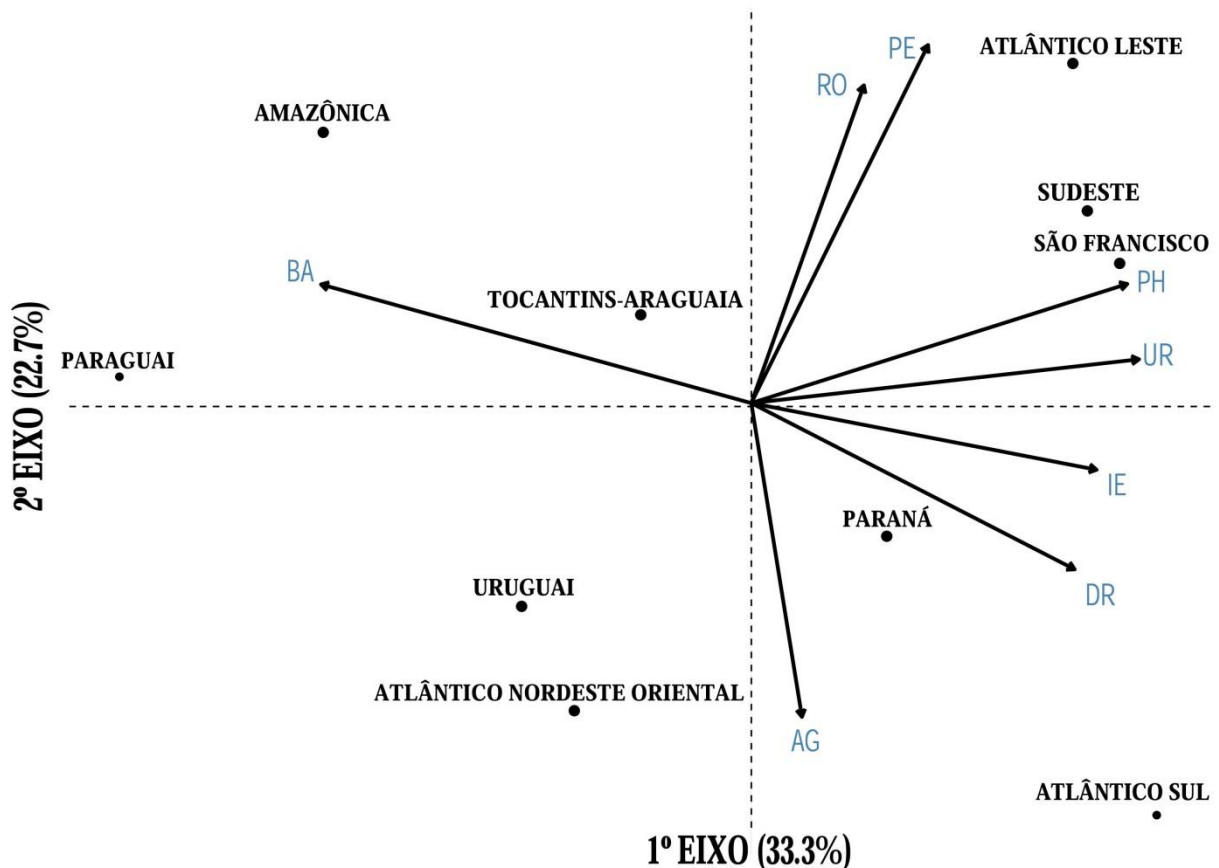 PE
ATLÂNTICO LESTE
RO
AMAZÔNICA
SUDESTE
SÃO FRANCISCO
BA
PH
TOCANTINS-ARAGUAIA
UR
PARAGUAI
2º EIXO (22.7%)
IE
PARANÁ
DR
URUGUAI
ATLÂNTICO NORDESTE ORIENTAL
AG
ATLÂNTICO SUL
1º EIXO (33.3%)